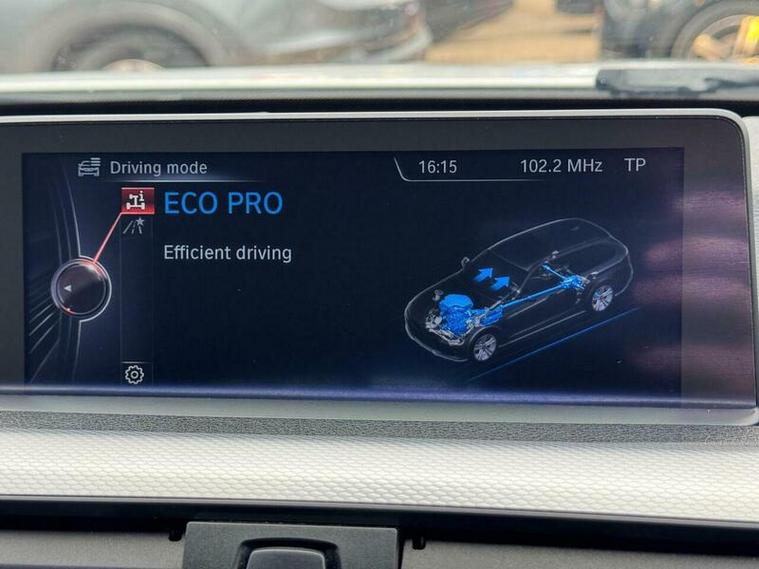 Driving mode
16:15
102.2 MHz TP
ECO PRO
Efficient driving